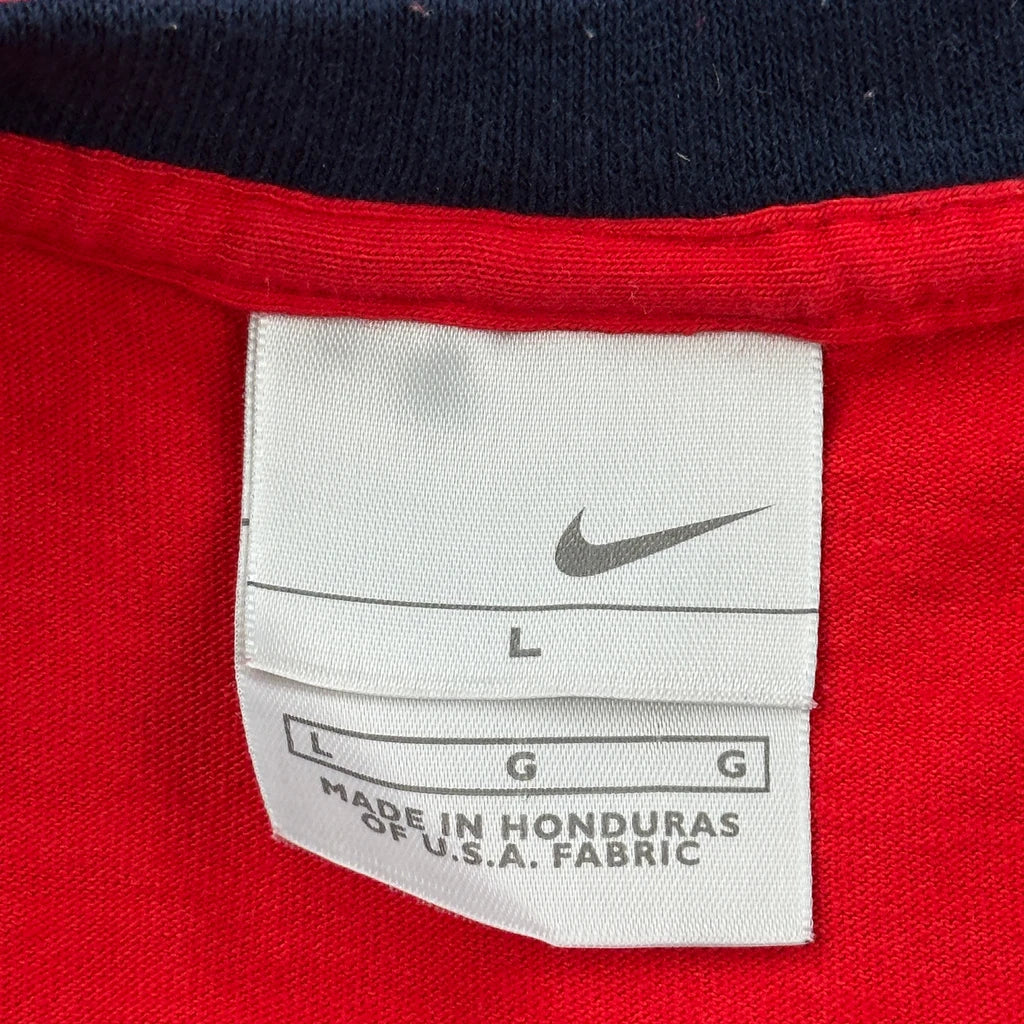 L
L G G
MADE IN HONDURAS
OF U.S.A. FABRIC